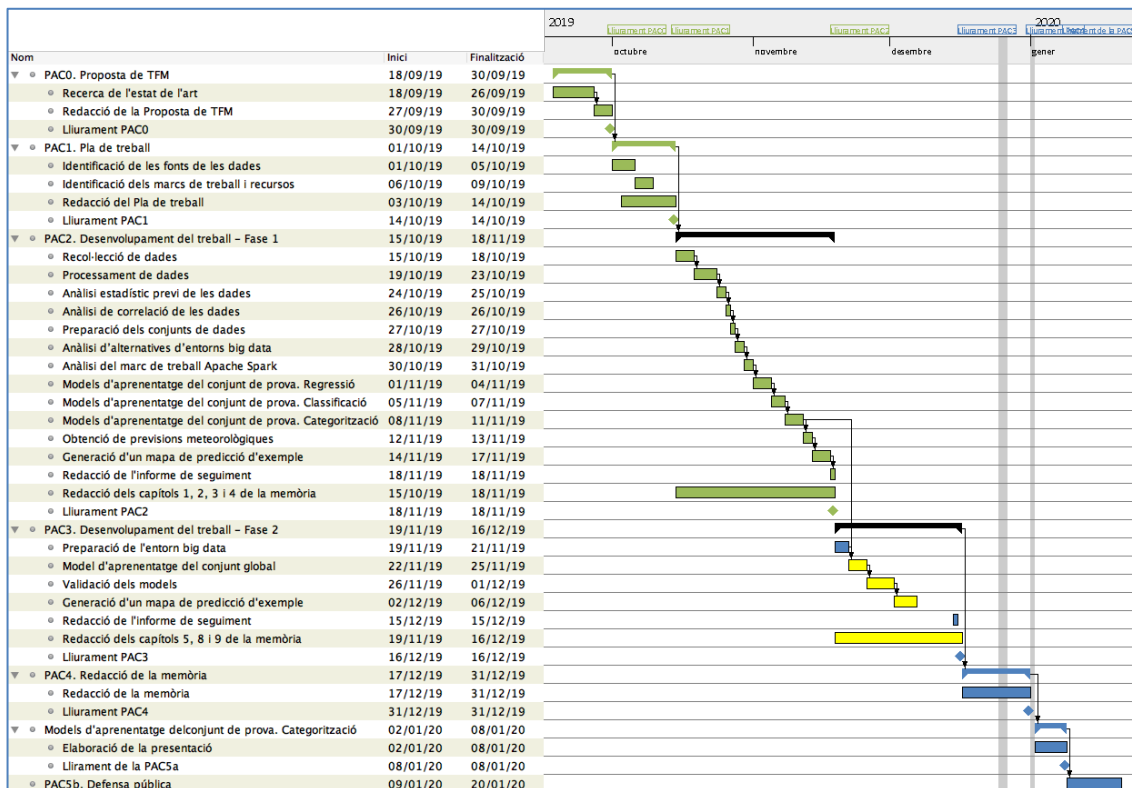 2019 2020
Lliurament PAC0 Lliurament PAC1 Lliurament PAC2 Lliurament PAC3
octubre novembre desembre gener
Nom Inici Finalització
PAC0. Proposta de TFM 18/09/19 30/09/19
Recerca de l'estat de l'art 18/09/19 26/09/19
Redacció de la Proposta de TFM 27/09/19 30/09/19
Lliurament PAC0 30/09/19 30/09/19
PAC1. Pla de treball 01/10/19 14/10/19
Identificació de les fonts de les dades 01/10/19 05/10/19
Identificació dels marcs de treball i recursos 06/10/19 09/10/19
Redacció del Pla de treball 03/10/19 14/10/19
Lliurament PAC1 14/10/19 14/10/19
PAC2. Desenvolupament del treball – Fase 1 15/10/19 18/11/19
Recol·lecció de dades 15/10/19 18/10/19
Processament de dades 19/10/19 23/10/19
Anàlisi estadístic previ de les dades 24/10/19 25/10/19
Anàlisi de correlació de les dades 26/10/19 26/10/19
Preparació dels conjunts de dades 27/10/19 27/10/19
Anàlisi d'alternatives d'entorns big data 28/10/19 29/10/19
Anàlisi del marc de treball Apache Spark 30/10/19 31/10/19
Models d'aprenentatge del conjunt de prova. Regressió 01/11/19 04/11/19
Models d'aprenentatge del conjunt de prova. Classificació 05/11/19 07/11/19
Models d'aprenentatge del conjunt de prova. Categorització 08/11/19 11/11/19
Obtenció de previsions meteorològiques 12/11/19 13/11/19
Generació d'un mapa de predicció d'exemple 14/11/19 17/11/19
Redacció de l'informe de seguiment 18/11/19 18/11/19
Redacció dels capítols 1, 2, 3 i 4 de la memòria 15/10/19 18/11/19
Lliurament PAC2 18/11/19 18/11/19
PAC3. Desenvolupament del treball – Fase 2 19/11/19 16/12/19
Preparació de l'entorn big data 19/11/19 21/11/19
Model d'aprenentatge del conjunt global 22/11/19 25/11/19
Validació dels models 26/11/19 01/12/19
Generació d'un mapa de predicció d'exemple 02/12/19 06/12/19
Redacció de l'informe de seguiment 15/12/19 15/12/19
Redacció dels capítols 5, 8 i 9 de la memòria 19/11/19 16/12/19
Lliurament PAC3 16/12/19 16/12/19
PAC4. Redacció de la memòria 17/12/19 31/12/19
Redacció de la memòria 17/12/19 31/12/19
Lliurament PAC4 31/12/19 31/12/19
Models d'aprenentatge delconjunt de prova. Categorització 02/01/20 08/01/20
Elaboració de la presentació 02/01/20 08/01/20
Llirament de la PAC5a 08/01/20 08/01/20
PAC5b. Defensa pública 09/01/20 20/01/20